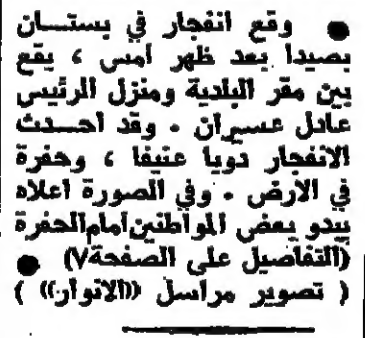 ● وقع انفجار في بستان
بصيدا بعد ظهر امس ، يقع
بين مقر البلدية ومنزل الرئيس
عادل عسيران . وقد احدث
الانفجار دويا عنيفا ، وحفرة
في الارض . وفي الصورة اعلاه
يبدو بعض المواطنين امام الحفرة
(التفاصيل على الصفحة ٧) ●
( تصوير مراسل «الانوار» )